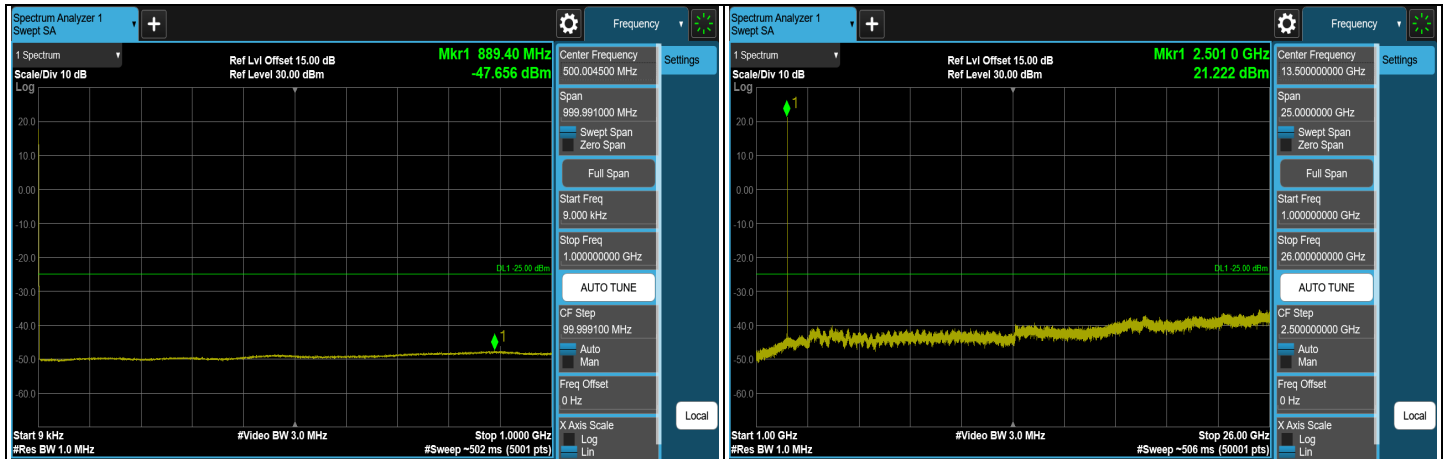 Spectrum Analyzer 1
Swept SA
+
Frequency
1 Spectrum
Scale/Div 10 dB
Log
Ref Lvl Offset 15.00 dB
Ref Level 30.00 dBm
Mkr1 889.40 MHz
-47.656 dBm
20.0
10.0
0.00
-10.0
-20.0
-30.0
-40.0
-50.0
-60.0
DL1 -25.00 dBm
1
Start 9 kHz
#Res BW 1.0 MHz
#Video BW 3.0 MHz
Stop 1.0000 GHz
#Sweep ~502 ms (5001 pts)
Center Frequency
500.004500 MHz
Span
999.991000 MHz
Swept Span
Zero Span
Full Span
Start Freq
9.000 kHz
Stop Freq
1.000000000 GHz
AUTO TUNE
CF Step
99.999100 MHz
Auto
Man
Freq Offset
0 Hz
X Axis Scale
Log
Lin
Settings
Local
Spectrum Analyzer 1
Swept SA
+
Frequency
1 Spectrum
Scale/Div 10 dB
Log
Ref Lvl Offset 15.00 dB
Ref Level 30.00 dBm
Mkr1 2.501 0 GHz
21.222 dBm
20.0
10.0
0.00
-10.0
-20.0
-30.0
-40.0
-50.0
-60.0
DL1 -25.00 dBm
1
Start 1.00 GHz
#Res BW 1.0 MHz
#Video BW 3.0 MHz
Stop 26.00 GHz
#Sweep ~506 ms (50001 pts)
Center Frequency
13.500000000 GHz
Span
25.0000000 GHz
Swept Span
Zero Span
Full Span
Start Freq
1.000000000 GHz
Stop Freq
26.000000000 GHz
AUTO TUNE
CF Step
2.500000000 GHz
Auto
Man
Freq Offset
0 Hz
X Axis Scale
Log
Lin
Settings
Local